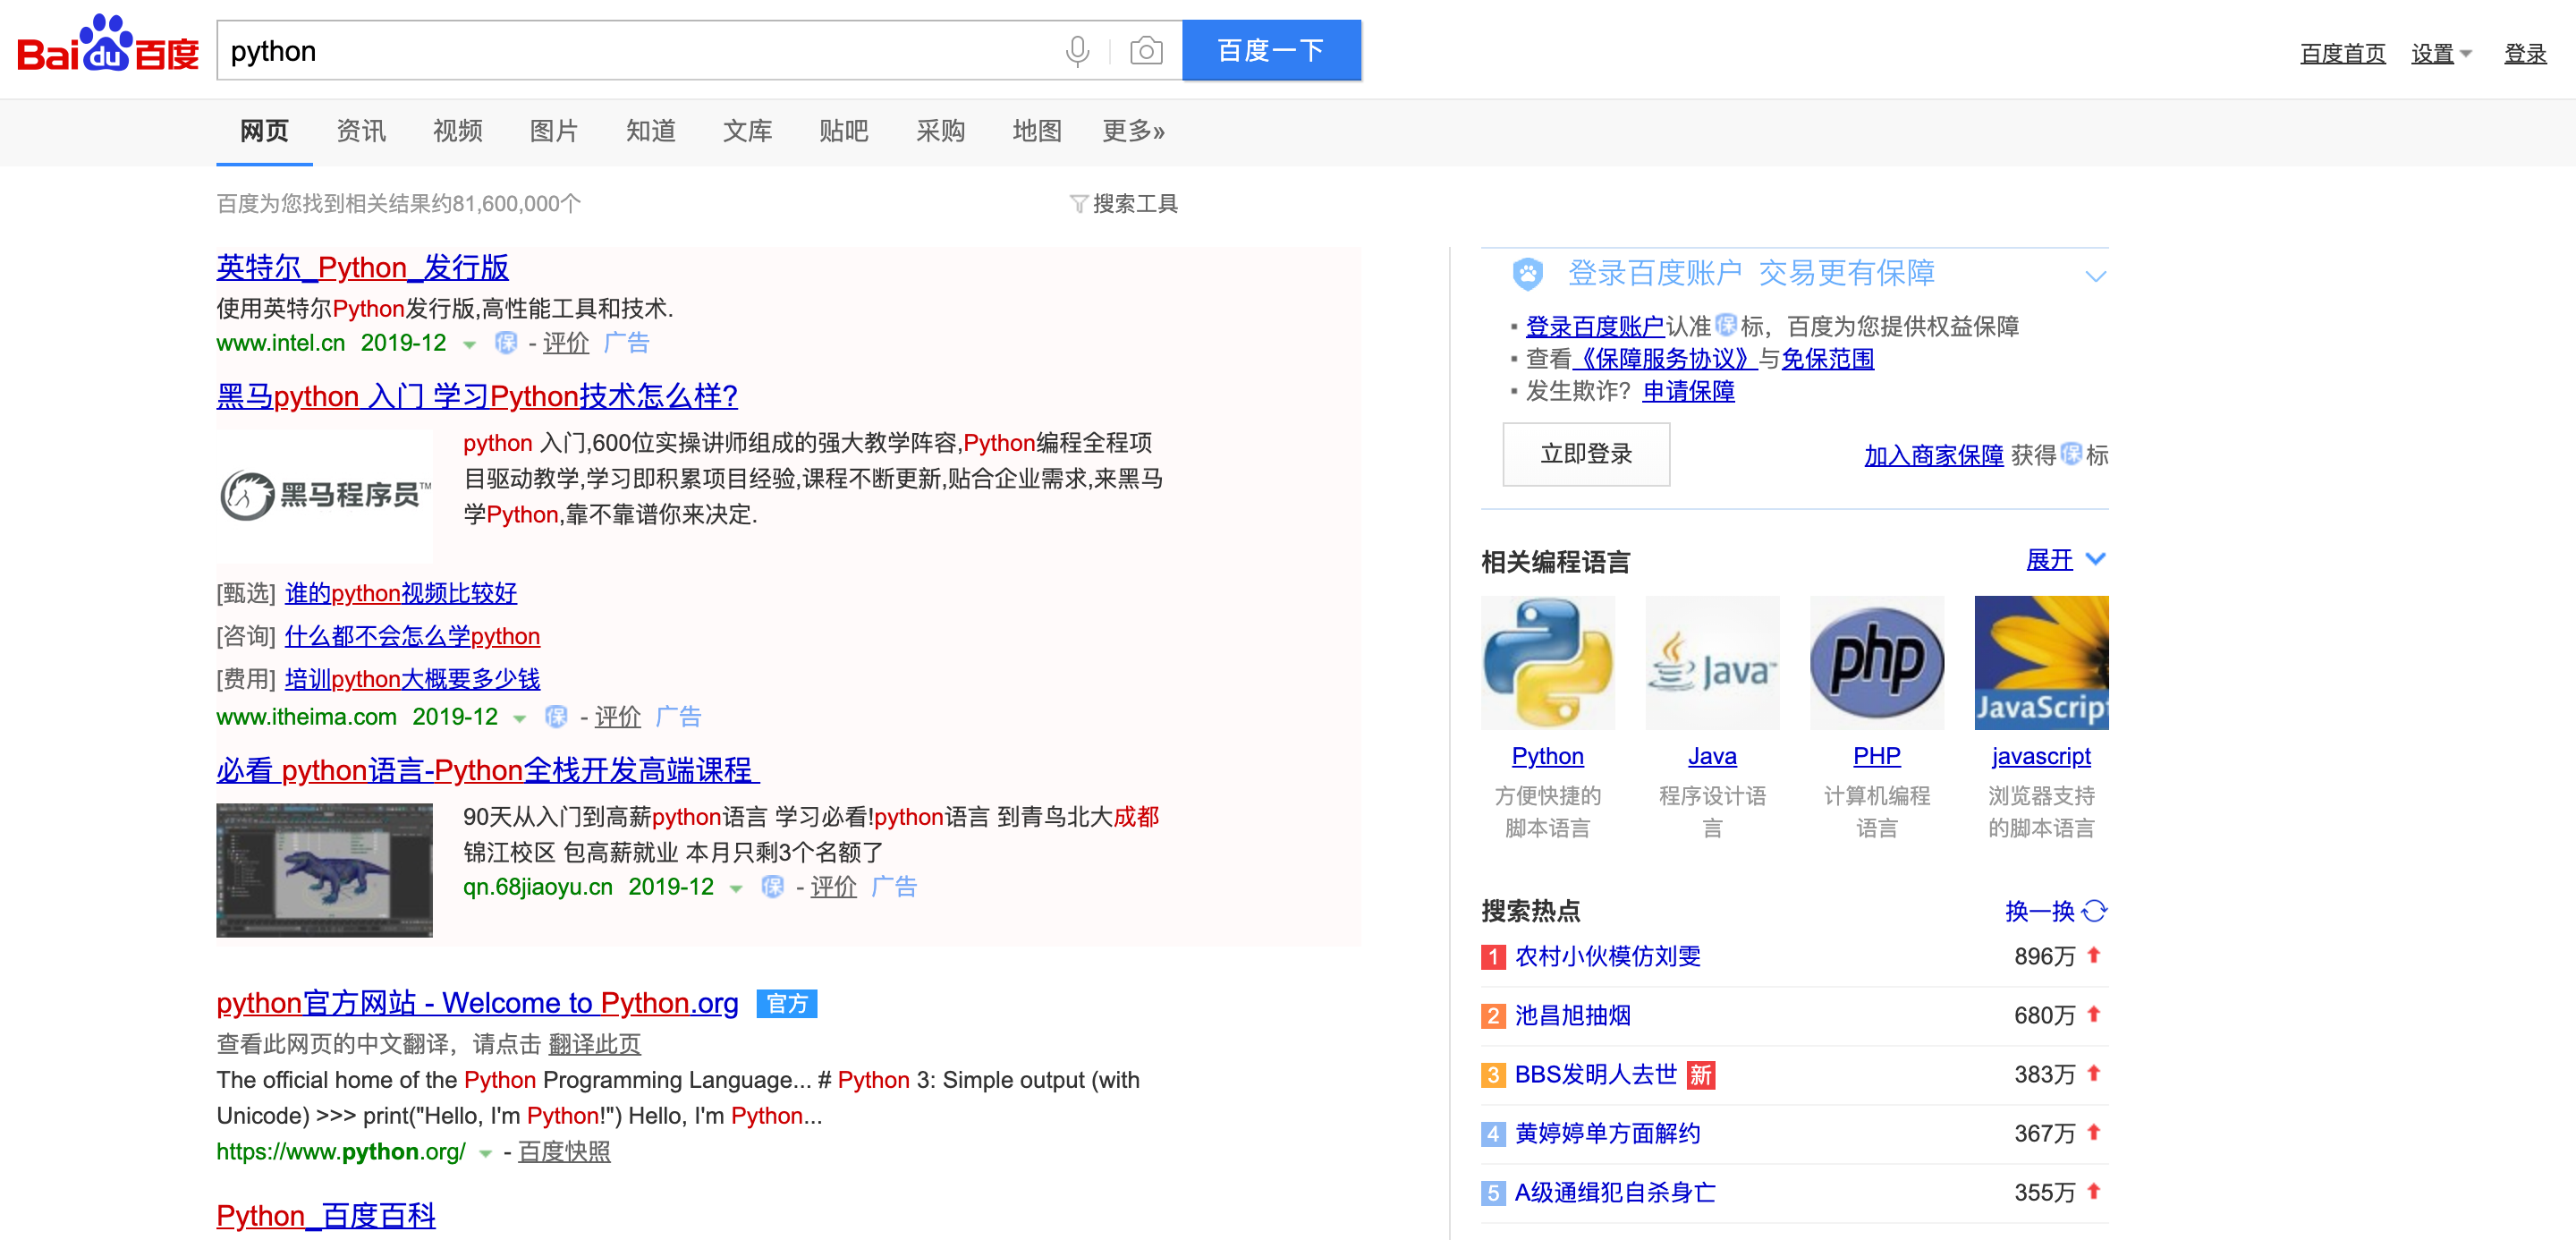 Bai du 百度
python
百度一下
百度首页 设置 登录
网页 资讯 视频 图片 知道 文库 贴吧 采购 地图 更多»
百度为您找到相关结果约81,600,000个
搜索工具
英特尔_Python_发行版
使用英特尔Python发行版,高性能工具和技术.
www.intel.cn 2019-12 保 - 评价 广告
黑马python 入门 学习Python技术怎么样?
黑马程序员™
python 入门,600位实操讲师组成的强大教学阵容,Python编程全程项
目驱动教学,学习即积累项目经验,课程不断更新,贴合企业需求,来黑马
学Python,靠不靠谱你来决定.
[甄选] 谁的python视频比较好
[咨询] 什么都不会怎么学python
[费用] 培训python大概要多少钱
www.itheima.com 2019-12 保 - 评价 广告
必看 python语言-Python全栈开发高端课程
90天从入门到高薪python语言 学习必看!python语言 到青鸟北大成都
锦江校区 包高薪就业 本月只剩3个名额了
qn.68jiaoyu.cn 2019-12 保 - 评价 广告
python官方网站 - Welcome to Python.org 官方
查看此网页的中文翻译，请点击 翻译此页
The official home of the Python Programming Language... # Python 3: Simple output (with
Unicode) >>> print("Hello, I'm Python!") Hello, I'm Python...
https://www.python.org/ - 百度快照
Python_百度百科
登录百度账户 交易更有保障
▪ 登录百度账户认准保标，百度为您提供权益保障
▪ 查看《保障服务协议》与免保范围
▪ 发生欺诈？申请保障
立即登录
加入商家保障 获得保标
相关编程语言 展开
Java™
php
JavaScrip
Python Java PHP javascript
方便快捷的 程序设计语 计算机编程 浏览器支持
脚本语言 言 语言 的脚本语言
搜索热点 换一换
1 农村小伙模仿刘雯 896万
2 池昌旭抽烟 680万
3 BBS发明人去世 新 383万
4 黄婷婷单方面解约 367万
5 A级通缉犯自杀身亡 355万